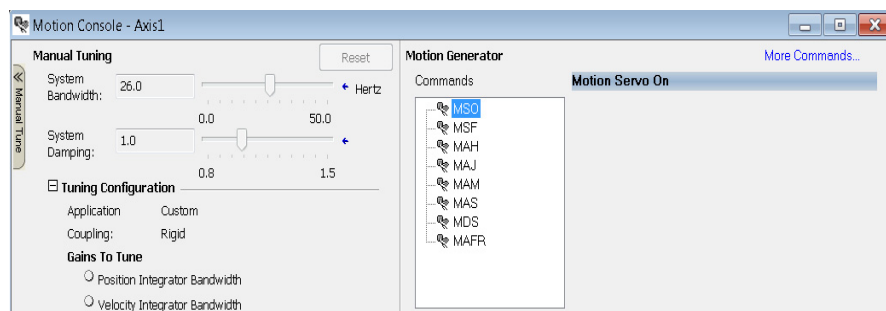 Motion Console - Axis1
Manual Tuning
Reset
Manual Tune
System
Bandwidth:
26.0
Hertz
0.0 50.0
System
Damping:
1.0
0.8 1.5
Tuning Configuration
Application Custom
Coupling: Rigid
Gains To Tune
Position Integrator Bandwidth
Velocity Integrator Bandwidth
Motion Generator
More Commands...
Commands
Motion Servo On
MSO
MSF
MAH
MAJ
MAM
MAS
MDS
MAFR